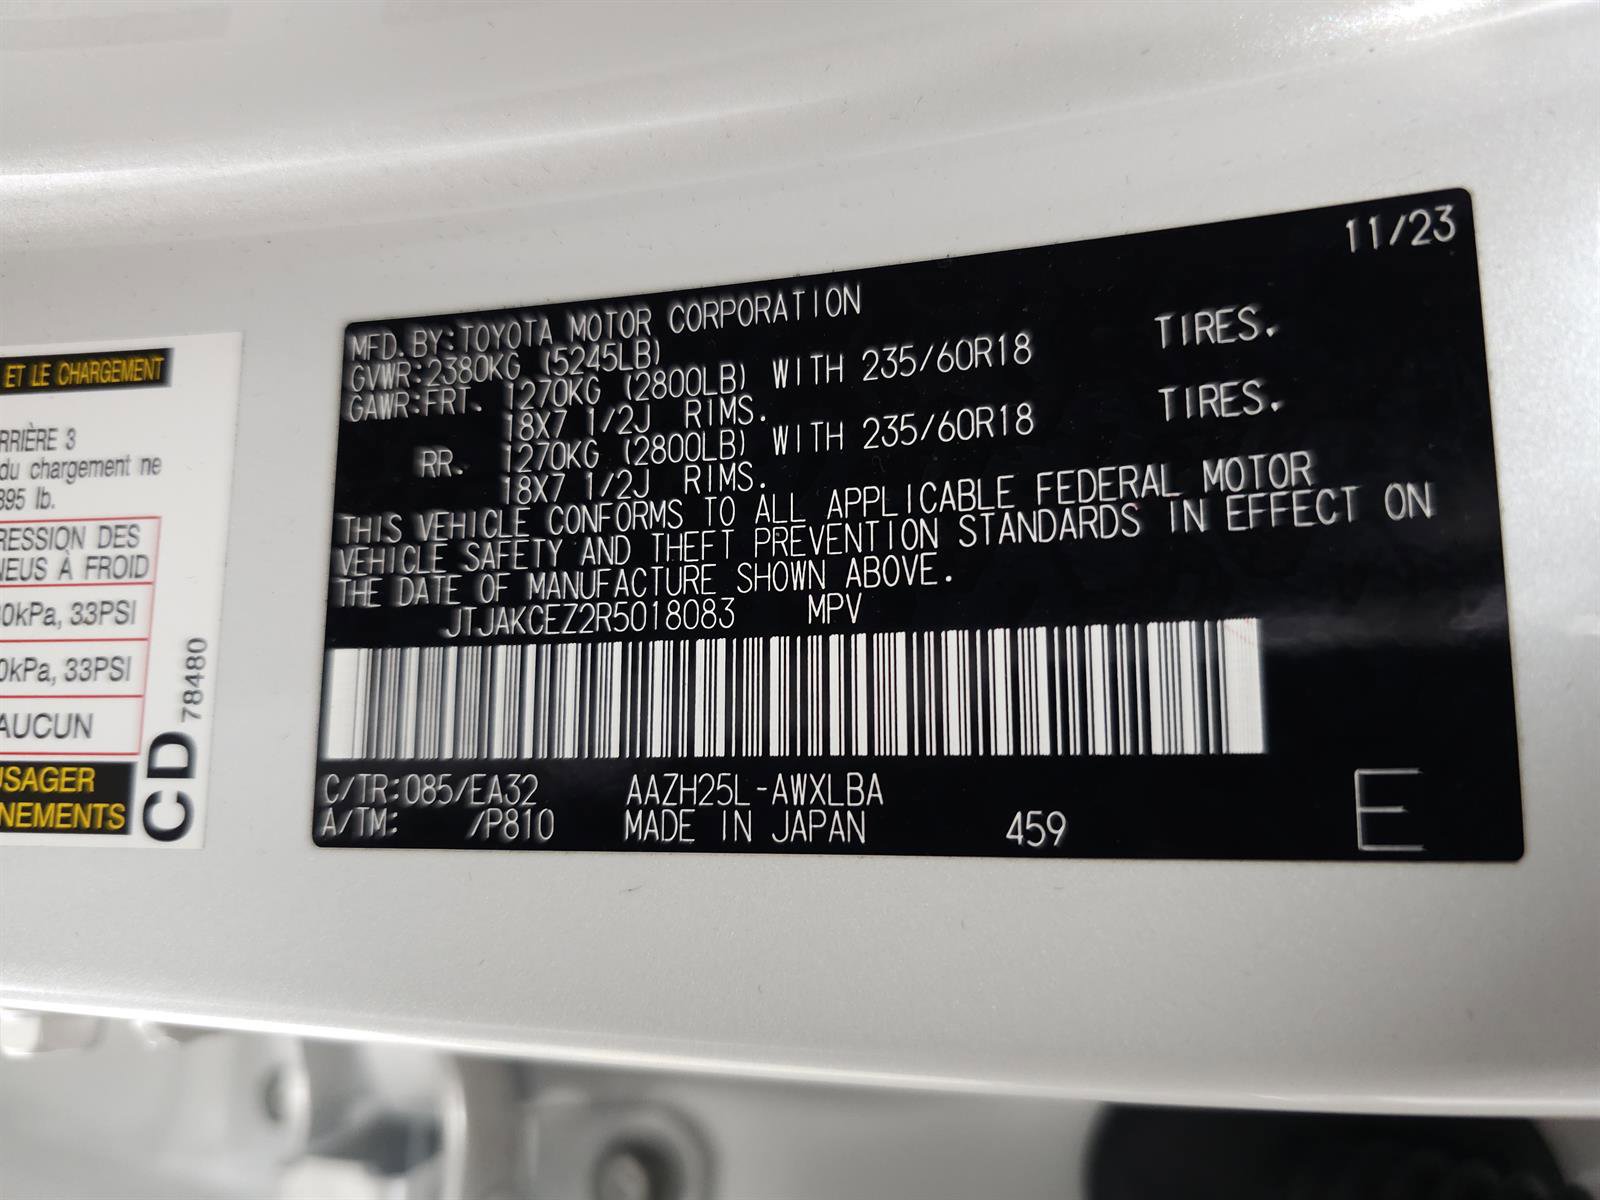 ET LE CHARGEMENT
RRIÈRE 3
du chargement ne
895 lb.
RESSION DES
NEUS À FROID
0kPa, 33PSI
0kPa, 33PSI
AUCUN
USAGER
NEMENTS
CD
78480
11/23
MFD. BY: TOYOTA MOTOR CORPORATION
GVWR: 2380KG (5245LB)
GAWR: FRT. 1270KG (2800LB) WITH 235/60R18 TIRES.
18X7 1/2J RIMS.
RR. 1270KG (2800LB) WITH 235/60R18 TIRES.
18X7 1/2J RIMS.
THIS VEHICLE CONFORMS TO ALL APPLICABLE FEDERAL MOTOR
VEHICLE SAFETY AND THEFT PREVENTION STANDARDS IN EFFECT ON
THE DATE OF MANUFACTURE SHOWN ABOVE.
JTJAKCEZ2R5018083 MPV
C/TR:085/EA32 AAZH25L-AWXLBA
A/TM: /P810 MADE IN JAPAN 459 E